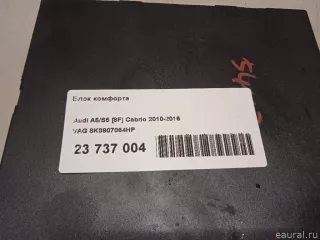 Блок комфорта
Audi A5/S5 [8F] Cabrio 2010-2016
VAG 8K0907064HP
23 737 004
eaural.ru